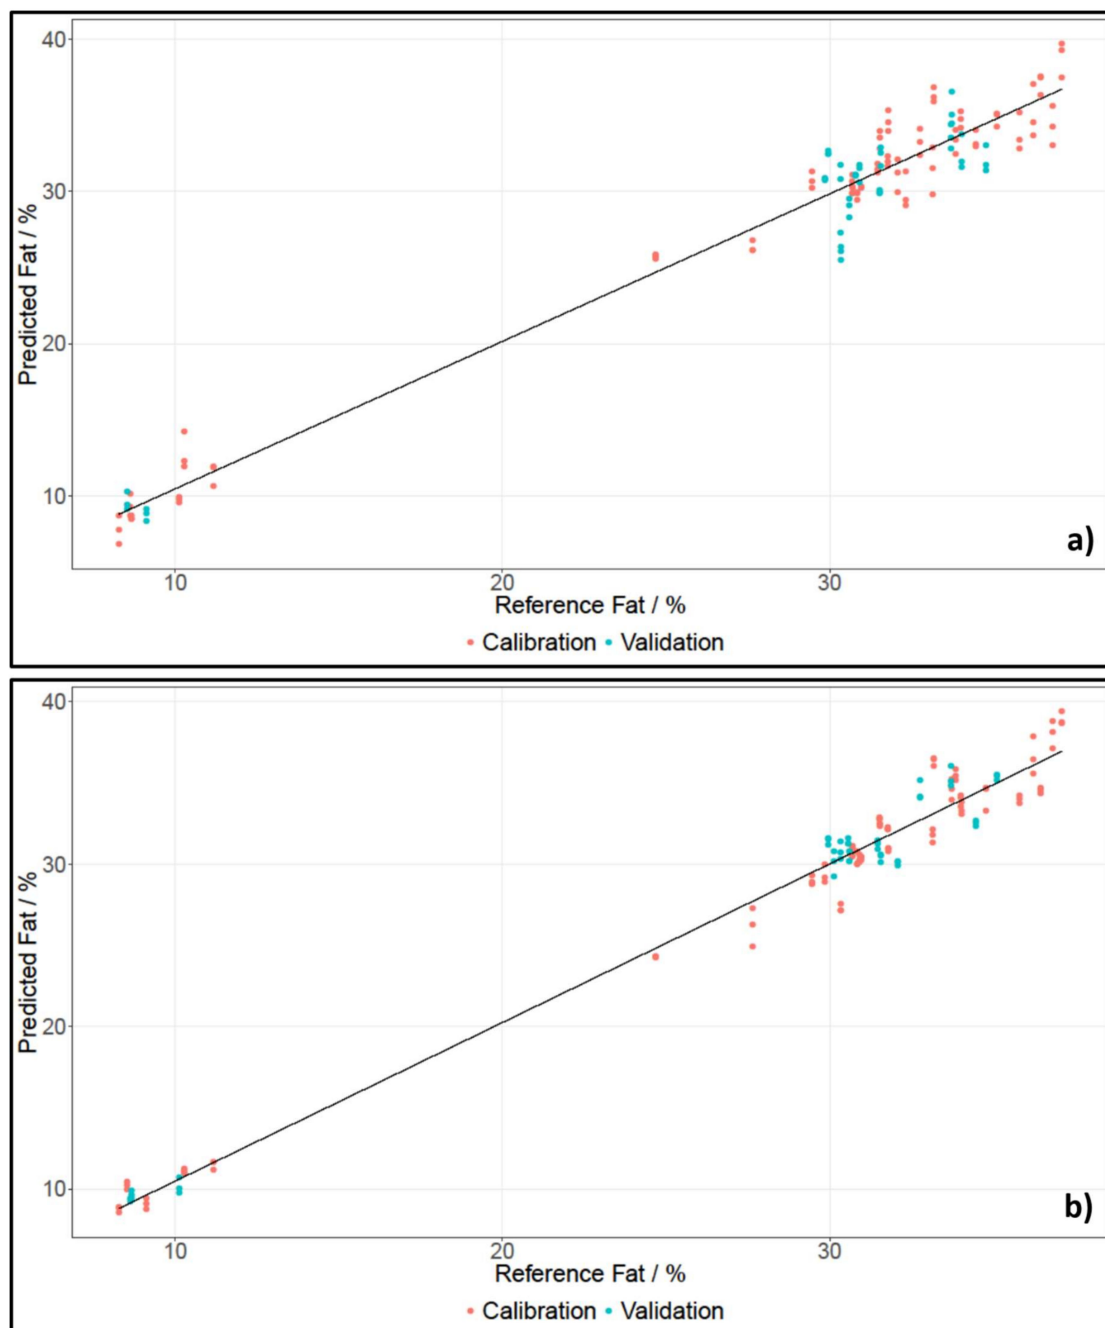 40
30
20
10
Predicted Fat / %
a)
10 20 30
Reference Fat / %
Calibration Validation
40
30
20
10
Predicted Fat / %
b)
10 20 30
Reference Fat / %
Calibration Validation